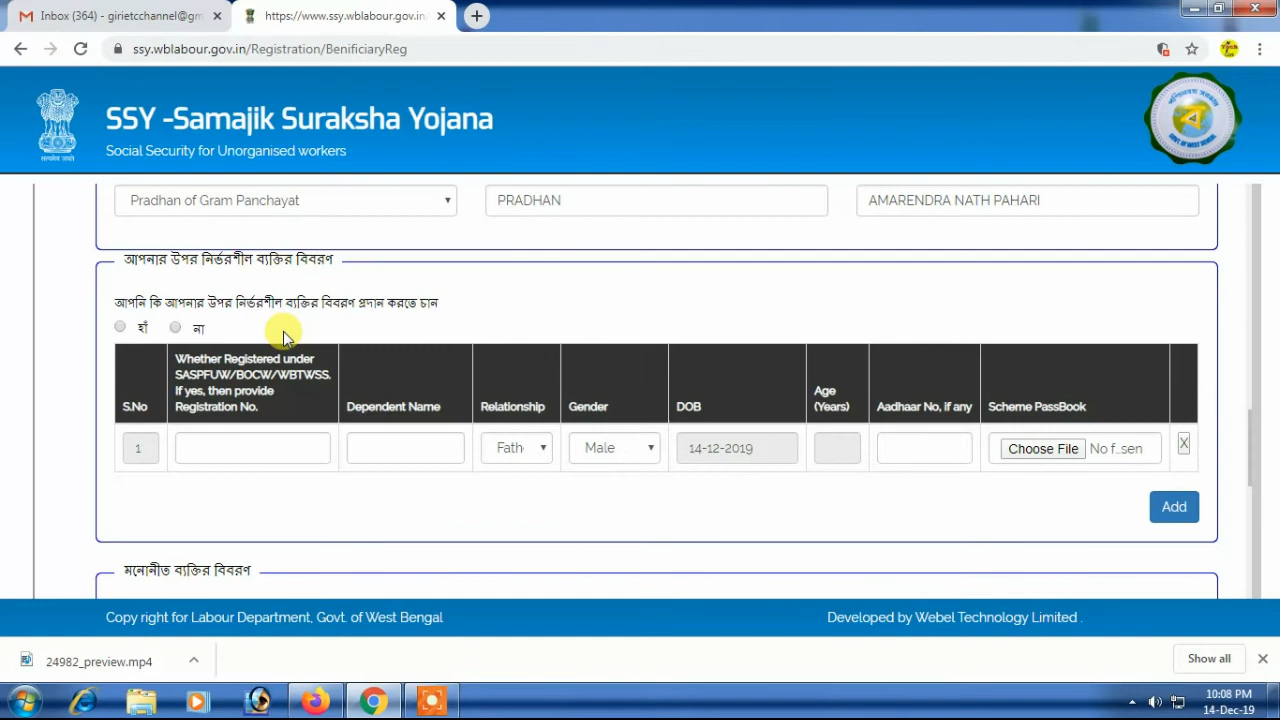 Inbox (364) - girietcchannel@gm
https://www.ssy.wblabour.gov.in/
ssy.wblabour.gov.in/Registration/BenificiaryReg
SSY -Samajik Suraksha Yojana
Social Security for Unorganised workers
Pradhan of Gram Panchayat PRADHAN AMARENDRA NATH PAHARI
আপনার উপর নির্ভরশীল ব্যক্তির বিবরণ
আপনি কি আপনার উপর নির্ভরশীল ব্যক্তির বিবরণ প্রদান করতে চান
হাঁ না
S.No
Whether Registered under
SASPFUW/BOCW/WBTWSS.
If yes, then provide
Registration No.
Dependent Name
Relationship
Gender
DOB
Age
(Years)
Aadhaar No, if any
Scheme PassBook
1 Fath Male 14-12-2019 Choose File No f...sen X
Add
মনোনীত ব্যক্তির বিবরণ
Copy right for Labour Department, Govt. of West Bengal
Developed by Webel Technology Limited .
24982_preview.mp4
Show all
10:08 PM
14-Dec-19